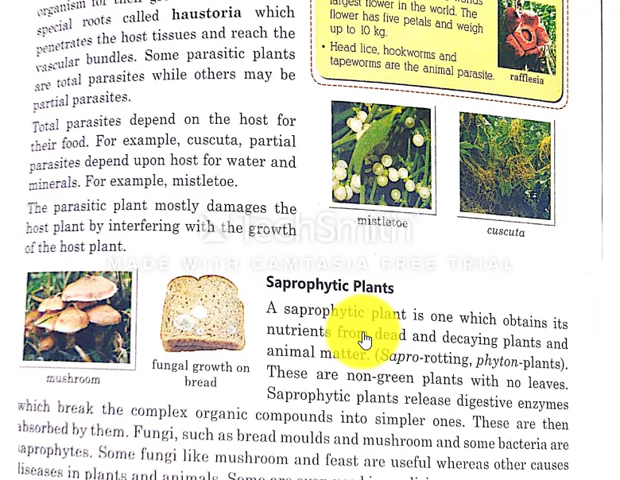 organism for their
special roots called haustoria which
penetrates the host tissues and reach the
vascular bundles. Some parasitic plants
are total parasites while others may be
partial parasites.
Total parasites depend on the host for
their food. For example, cuscuta, partial
parasites depend upon host for water and
minerals. For example, mistletoe.
The parasitic plant mostly damages the
host plant by interfering with the growth
of the host plant.
largest flower in the world. The
flower has five petals and weigh
up to 10 kg.
• Head lice, hookworms and
tapeworms are the animal parasite.
rafflesia
mistletoe
cuscuta
TechSmith
MADE WITH CAMTASIA FREE TRIAL
mushroom
fungal growth on
bread
Saprophytic Plants
A saprophytic plant is one which obtains its
nutrients from dead and decaying plants and
animal matter. (Sapro-rotting, phyton-plants).
These are non-green plants with no leaves.
Saprophytic plants release digestive enzymes
which break the complex organic compounds into simpler ones. These are then
absorbed by them. Fungi, such as bread moulds and mushroom and some bacteria are
saprophytes. Some fungi like mushroom and feast are useful whereas other causes
diseases in plants and animals. Some are even used in